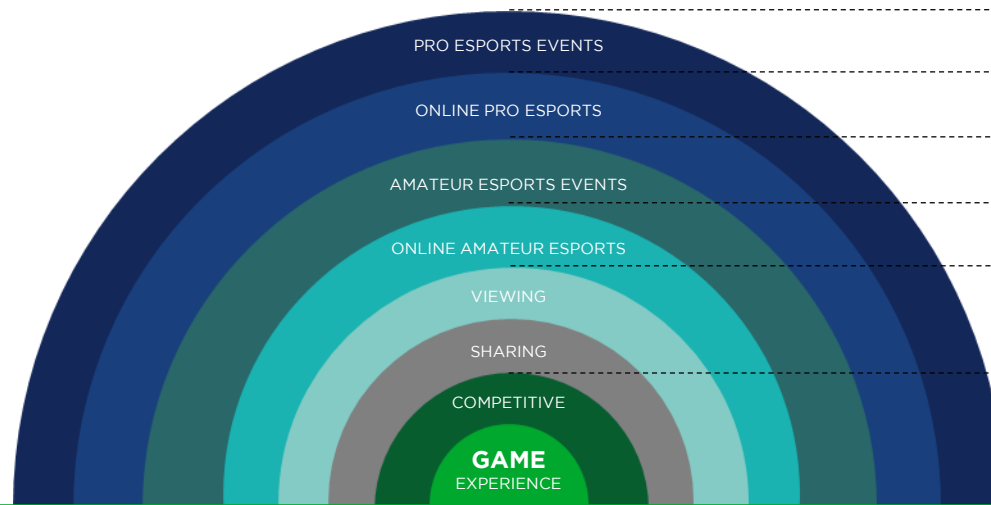 PRO ESPORTS EVENTS
ONLINE PRO ESPORTS
AMATEUR ESPORTS EVENTS
ONLINE AMATEUR ESPORTS
VIEWING
SHARING
COMPETITIVE
GAME
EXPERIENCE